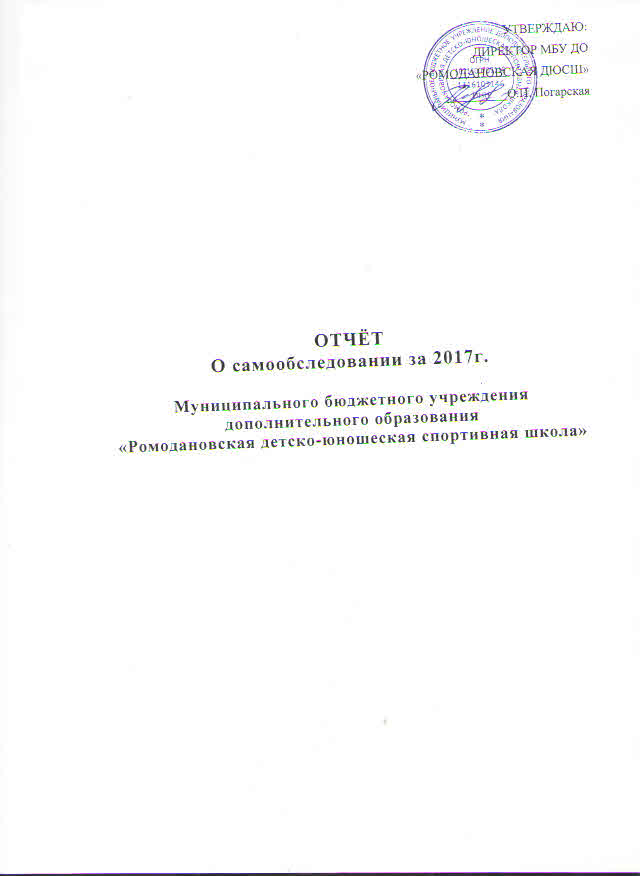 УТВЕРЖДАЮ:
ДИРЕКТОР МБУ ДО
«РОМОДАНОВСКАЯ ДЮСШ»
О.П. Погарская
ОГРН
ОТЧЁТ
О самообследовании за 2017г.
Муниципального бюджетного учреждения
дополнительного образования
«Ромодановская детско-юношеская спортивная школа»